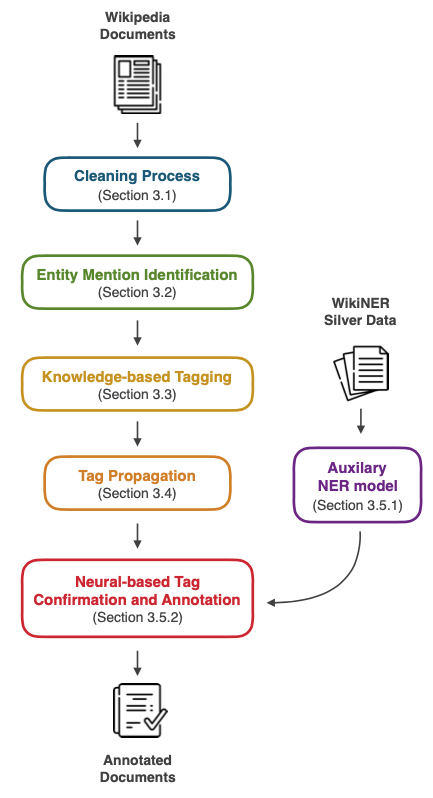 Wikipedia
Documents
Cleaning Process
(Section 3.1)
Entity Mention Identification
(Section 3.2)
WikiNER
Silver Data
Knowledge-based Tagging
(Section 3.3)
Tag Propagation
(Section 3.4)
Auxilary
NER model
(Section 3.5.1)
Neural-based Tag
Confirmation and Annotation
(Section 3.5.2)
Annotated
Documents